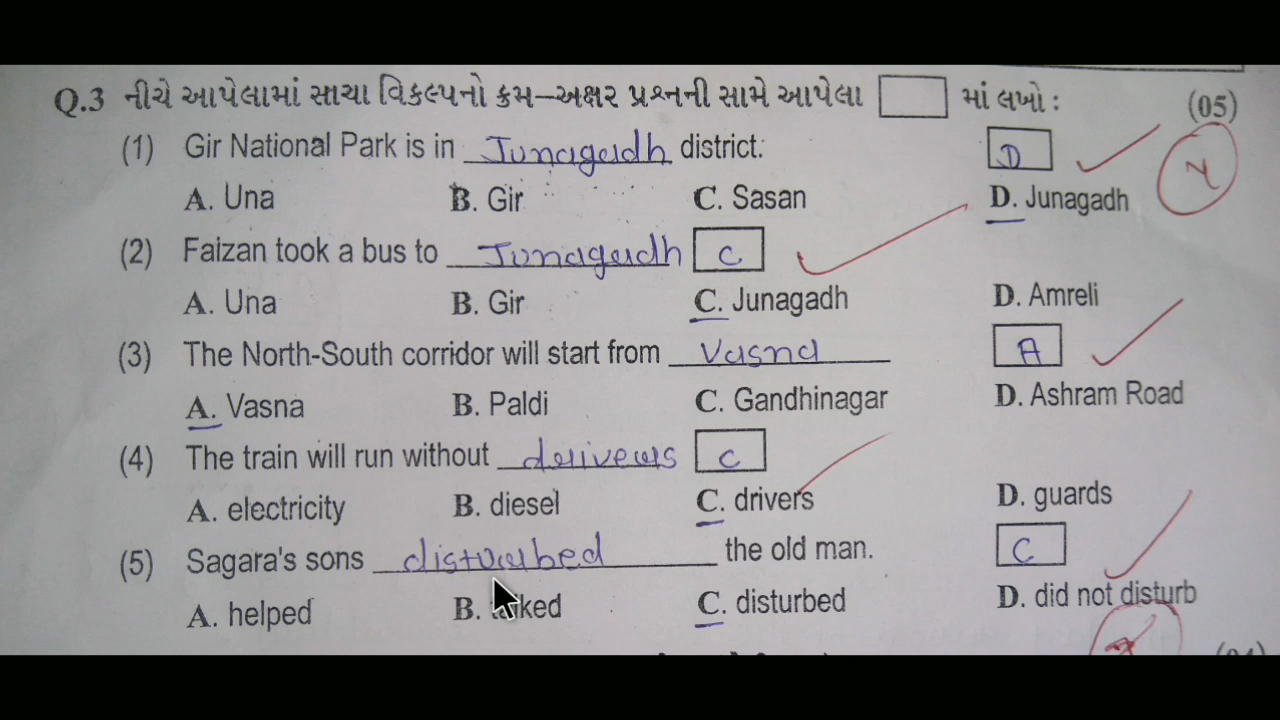 Q.3 નીચે આપેલામાં સાચા વિકલ્પનો ક્રમ–અક્ષર પ્રશ્નની સામે આપેલા માં લખો : (05)
(1) Gir National Park is in Junagadh district. D
A. Una B. Gir C. Sasan D. Junagadh
(2) Faizan took a bus to Junagadh C
A. Una B. Gir C. Junagadh D. Amreli
(3) The North-South corridor will start from Vasna A
A. Vasna B. Paldi C. Gandhinagar D. Ashram Road
(4) The train will run without drivers C
A. electricity B. diesel C. drivers D. guards
(5) Sagara's sons disturbed the old man. C
A. helped B. C. disturbed D. did not disturb